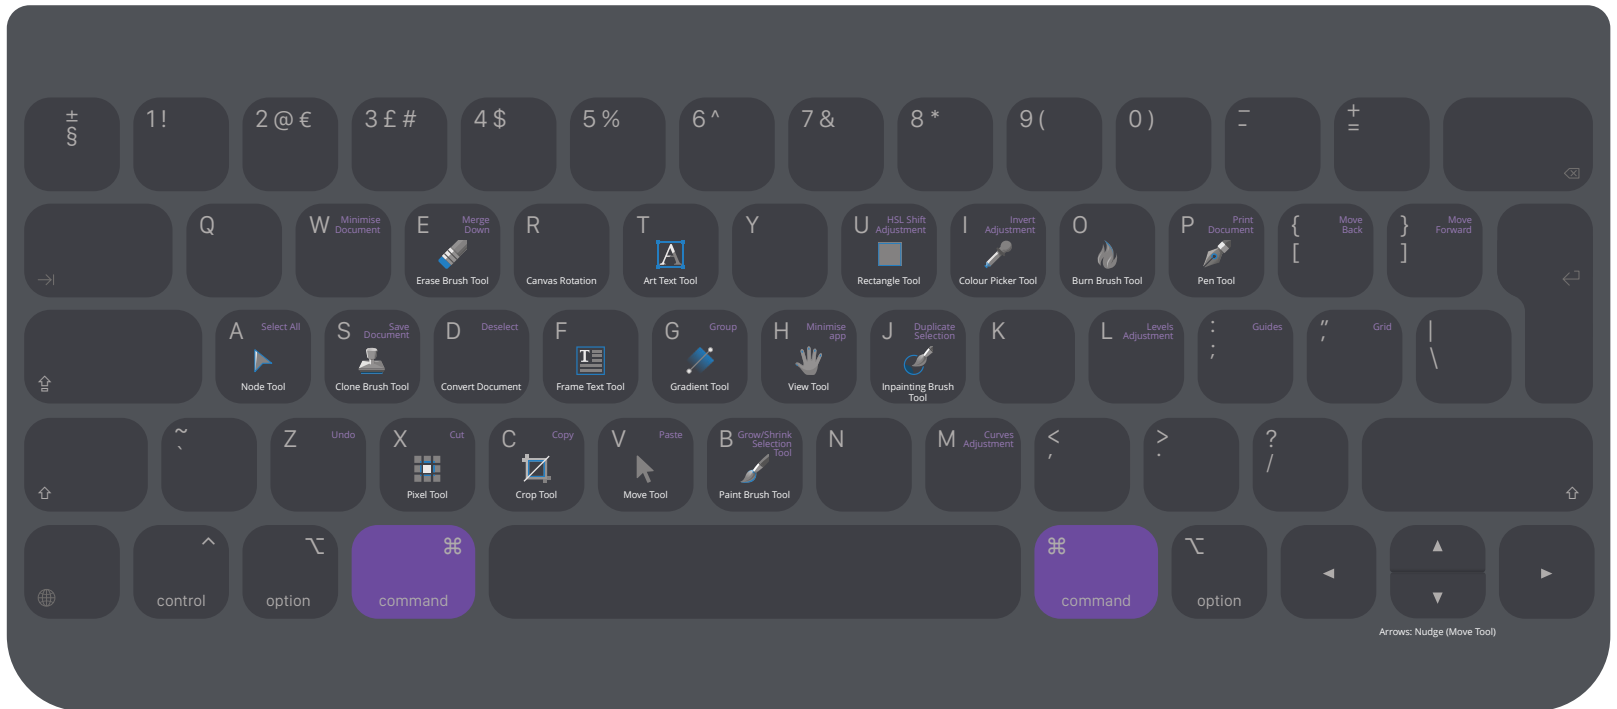 ± §
1 !
2 @ €
3 £ #
4 $
5 %
6 ^
7 &
8 *
9 (
0 )
_ -
+ =
Q
W Minimise
Document
E Merge
Down
Erase Brush Tool
R
Canvas Rotation
T
Art Text Tool
Y
U HSL Shift
Adjustment
Rectangle Tool
I Invert
Adjustment
Colour Picker Tool
O
Burn Brush Tool
P Print
Document
Pen Tool
{ Move
Back
[
} Move
Forward
]
A Select All
Node Tool
S Save
Document
Clone Brush Tool
D Deselect
Convert Document
F
Frame Text Tool
G Group
Gradient Tool
H Minimise
app
View Tool
J Duplicate
Selection
Inpainting Brush
Tool
K
L Levels
Adjustment
: Guides
;
" Grid
'
|
\
~
`
Z Undo
X Cut
Pixel Tool
C Copy
Crop Tool
V Paste
Move Tool
B Grow/Shrink
Selection
Tool
Paint Brush Tool
N
M Curves
Adjustment
<
,
>
.
?
/
^
control
⌥
option
⌘
command
⌘
command
⌥
option
◄
▲
▼
►
Arrows: Nudge (Move Tool)